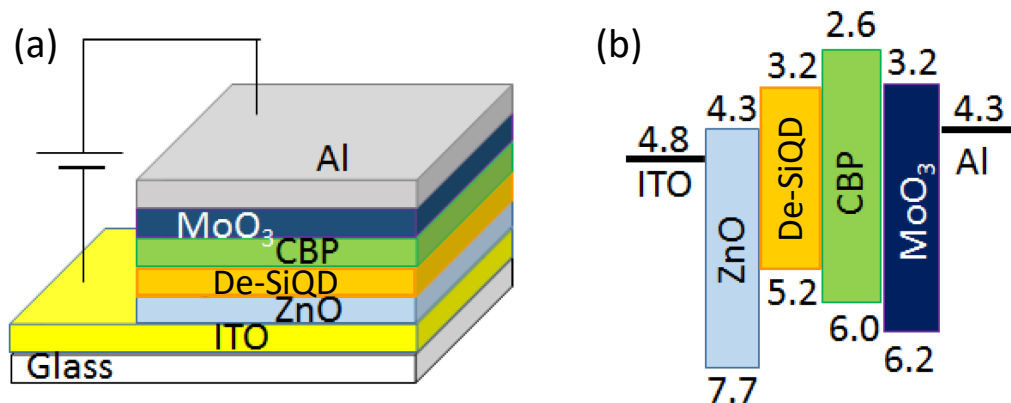 (a)
Al
MoO₃
CBP
De-SiQD
ZnO
ITO
Glass
(b)
4.8
ITO
4.3
ZnO
7.7
3.2
De-SiQD
5.2
2.6
CBP
6.0
3.2
MoO₃
6.2
4.3
Al